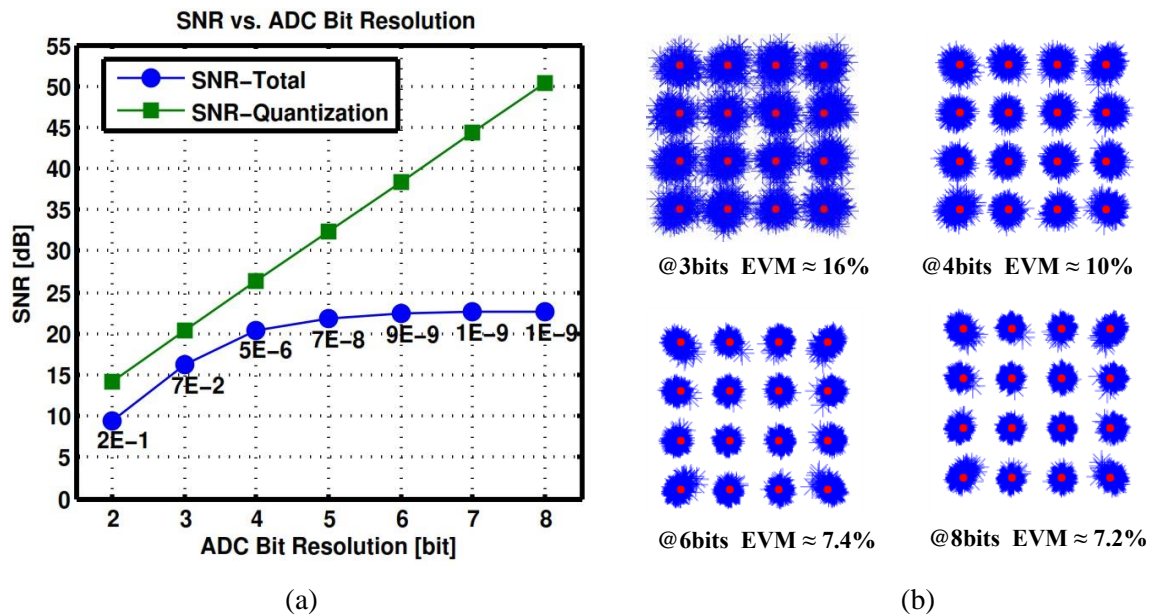 SNR vs. ADC Bit Resolution
SNR [dB]
55
50
45
40
35
30
25
20
15
10
5
0
SNR−Total
SNR−Quantization
2E−1
7E−2
5E−6
7E−8
9E−9
1E−9
1E−9
2 3 4 5 6 7 8
ADC Bit Resolution [bit]
(a)
@3bits EVM ≈ 16%
@4bits EVM ≈ 10%
@6bits EVM ≈ 7.4%
@8bits EVM ≈ 7.2%
(b)